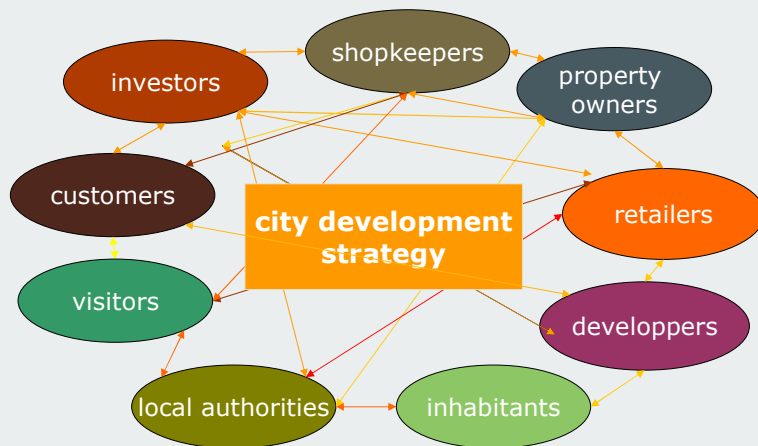 shopkeepers
investors
property
owners
customers
city development
strategy
retailers
visitors
developpers
local authorities
inhabitants